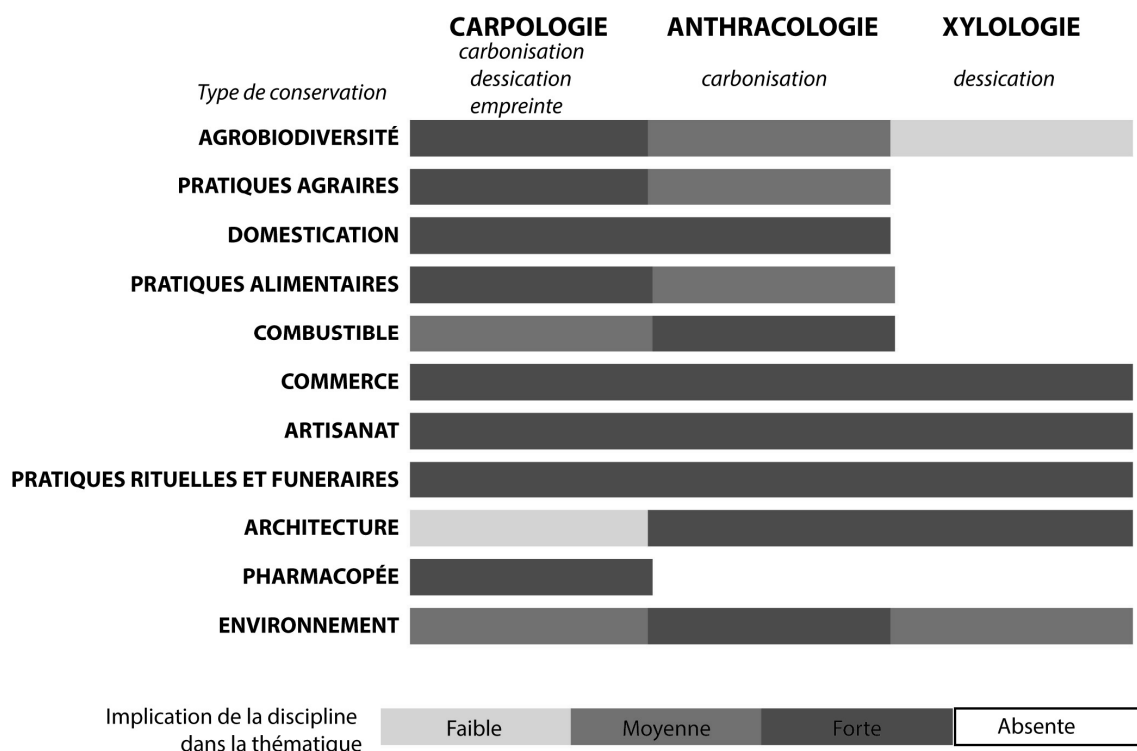 CARPOLOGIE ANTHRACOLOGIE XYLOLOGIE
carbonisation
dessication carbonisation dessication
Type de conservation
empreinte
AGROBIODIVERSITÉ
PRATIQUES AGRAIRES
DOMESTICATION
PRATIQUES ALIMENTAIRES
COMBUSTIBLE
COMMERCE
ARTISANAT
PRATIQUES RITUELLES ET FUNERAIRES
ARCHITECTURE
PHARMACOPÉE
ENVIRONNEMENT
Implication de la discipline
dans la thématique
Faible Moyenne Forte Absente